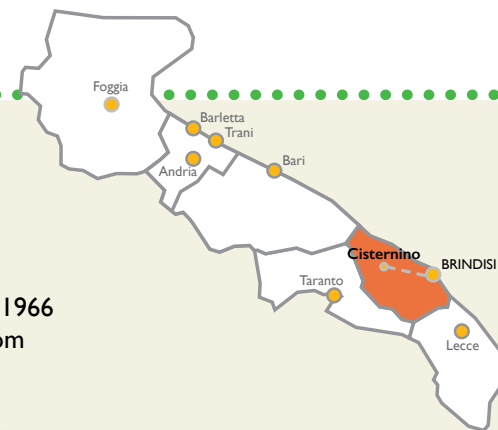 Foggia
Barletta
Trani
Andria
Bari
Cisternino
BRINDISI
Taranto
1966
om
Lecce